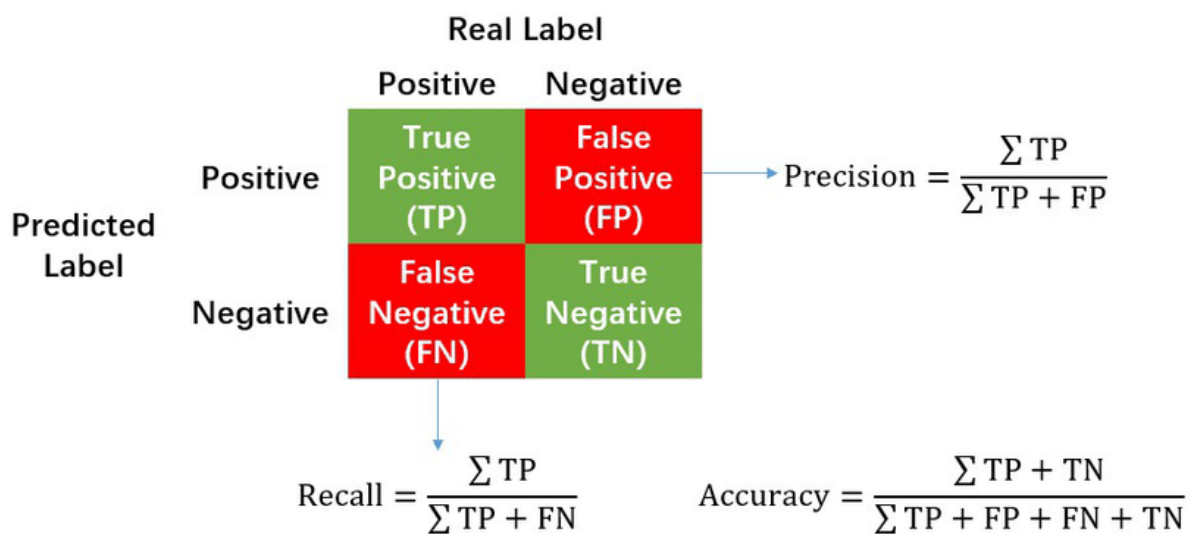 Real Label
Positive Negative
True
Positive
(TP)
False
Positive
(FP)
Positive
Precision = ∑ TP / ∑ TP + FP
Predicted
Label
False
Negative
(FN)
True
Negative
(TN)
Negative
Recall = ∑ TP / ∑ TP + FN
Accuracy = ∑ TP + TN / ∑ TP + FP + FN + TN